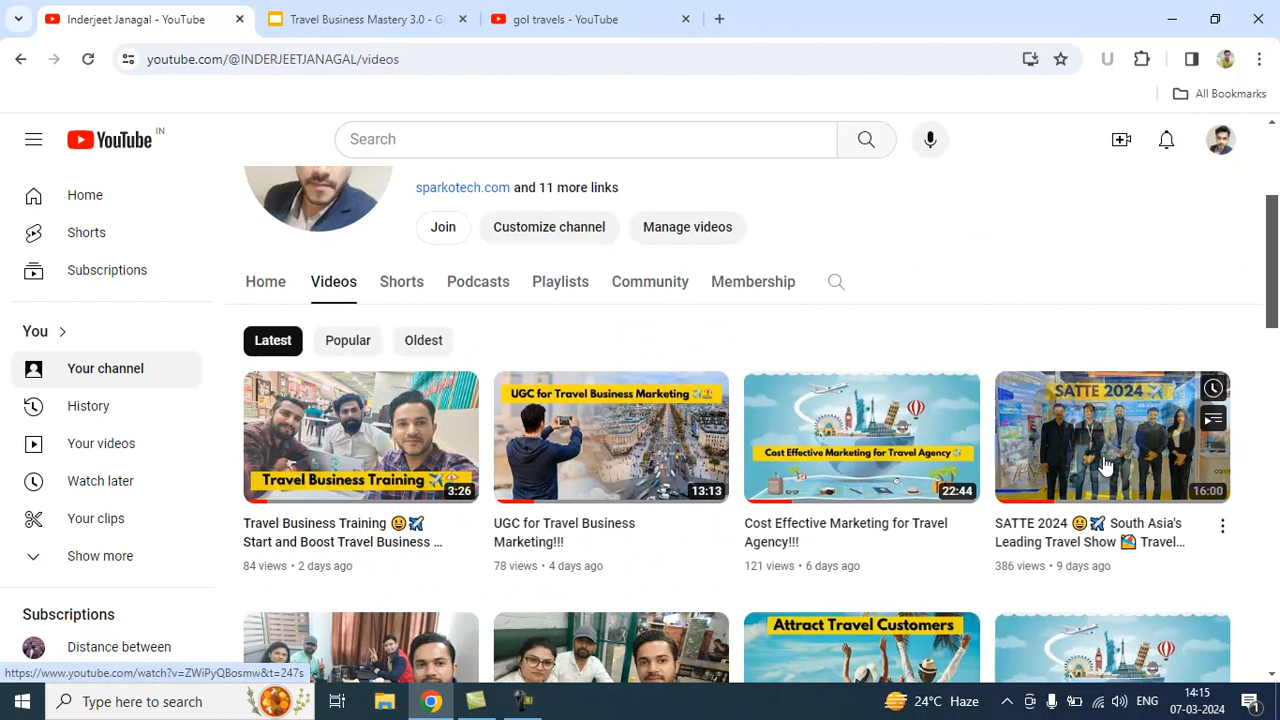 Inderjeet Janagal - YouTube
Travel Business Mastery 3.0 - G
gol travels - YouTube
youtube.com/@INDERJEETJANAGAL/videos
U
All Bookmarks
YouTube IN
Search
sparkotech.com and 11 more links
Join
Customize channel
Manage videos
Home
Shorts
Subscriptions
You
Your channel
History
Your videos
Watch later
Your clips
Show more
Subscriptions
Distance between
Home
Videos
Shorts
Podcasts
Playlists
Community
Membership
Latest
Popular
Oldest
Travel Business Training ✈️🏖️
3:26
UGC for Travel Business Marketing ✈️🏖️
13:13
Cost Effective Marketing for Travel Agency ✈️
22:44
SATTE 2024 ✈️
16:00
Travel Business Training 😀✈️
Start and Boost Travel Business ...
84 views • 2 days ago
UGC for Travel Business
Marketing!!!
78 views • 4 days ago
Cost Effective Marketing for Travel
Agency!!!
121 views • 6 days ago
SATTE 2024 😀✈️ South Asia's
Leading Travel Show 🏖️ Travel...
386 views • 9 days ago
Attract Travel Customers
https://www.youtube.com/watch?v=ZWiPyQBosmw&t=247s
Type here to search
24°C Haze
ENG
14:15
07-03-2024
1